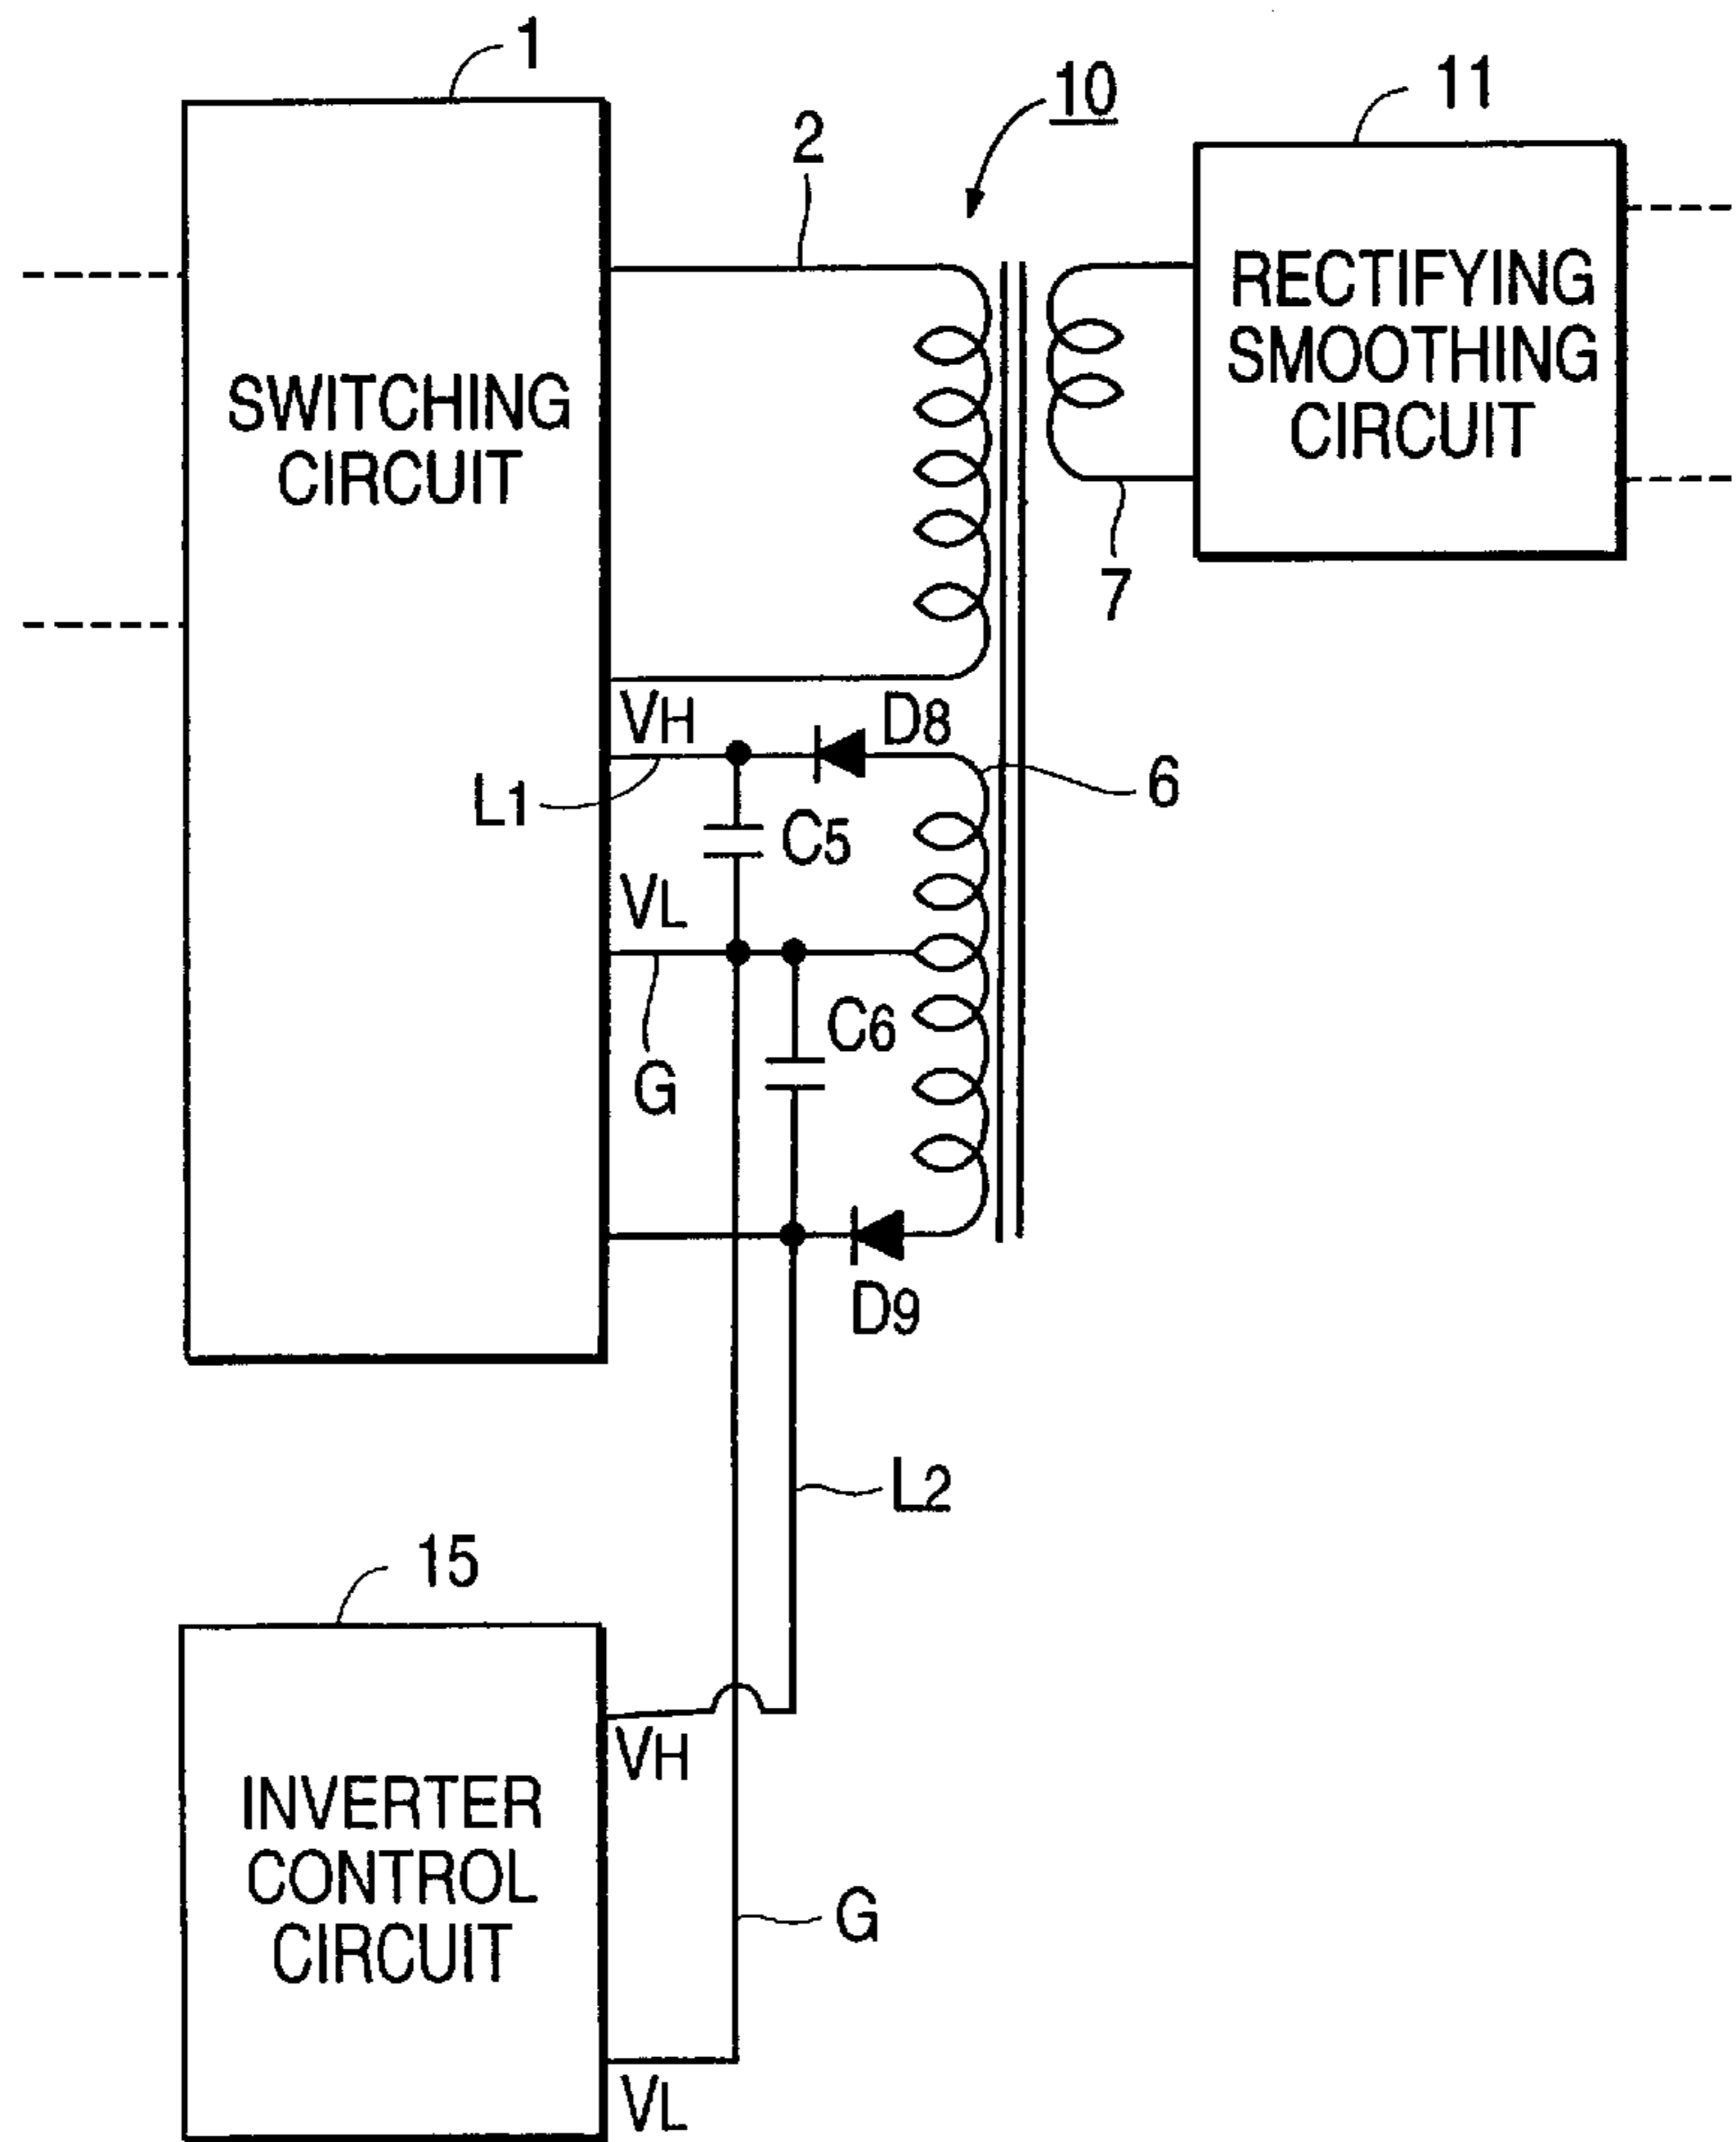 1
10
11
2
RECTIFYING
SMOOTHING
CIRCUIT
SWITCHING
CIRCUIT
7
VH
D8
L1
6
C5
VL
C6
G
D9
L2
15
VH
INVERTER
CONTROL
CIRCUIT
G
VL